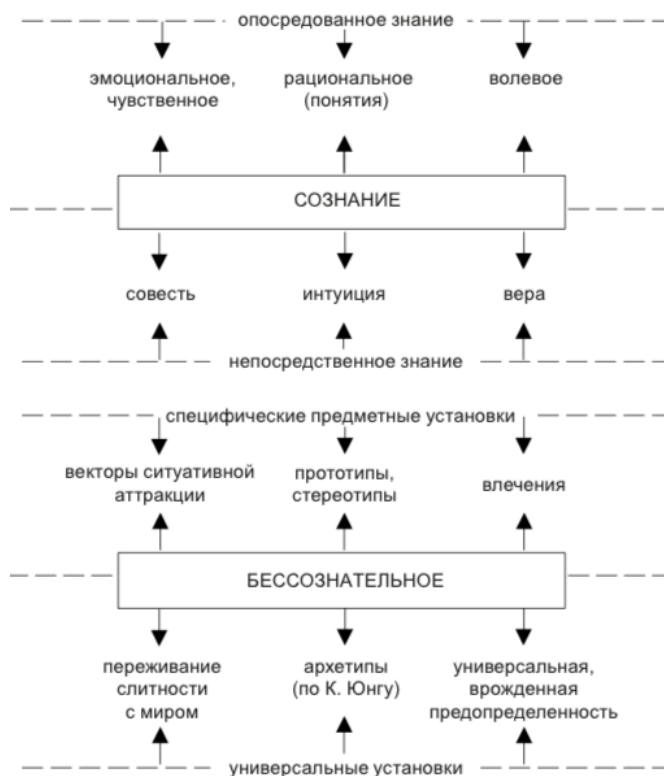 опосредованное знание
эмоциональное, рациональное волевое
чувственное (понятия)
СОЗНАНИЕ
совесть интуиция вера
непосредственное знание
специфические предметные установки
векторы ситуативной прототипы, влечения
аттракции стереотипы
БЕССОЗНАТЕЛЬНОЕ
переживание архетипы универсальная,
слитности (по К. Юнгу) врожденная
с миром предопределенность
универсальные установки